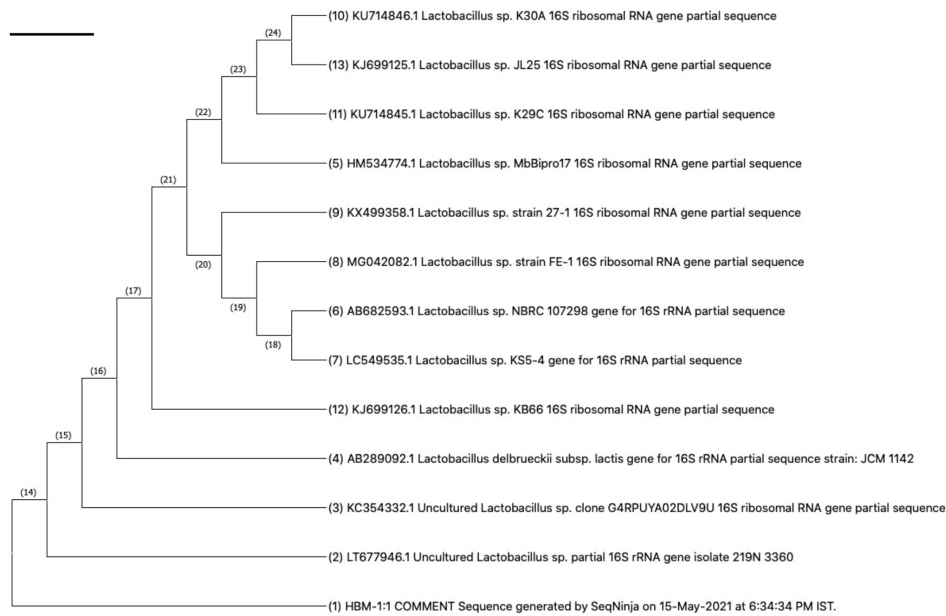 (10) KU714846.1 Lactobacillus sp. K30A 16S ribosomal RNA gene partial sequence
(24)
(13) KJ699125.1 Lactobacillus sp. JL25 16S ribosomal RNA gene partial sequence
(23)
(11) KU714845.1 Lactobacillus sp. K29C 16S ribosomal RNA gene partial sequence
(22)
(5) HM534774.1 Lactobacillus sp. MbBipro17 16S ribosomal RNA gene partial sequence
(21)
(9) KX499358.1 Lactobacillus sp. strain 27-1 16S ribosomal RNA gene partial sequence
(20)
(8) MG042082.1 Lactobacillus sp. strain FE-1 16S ribosomal RNA gene partial sequence
(17)
(19)
(6) AB682593.1 Lactobacillus sp. NBRC 107298 gene for 16S rRNA partial sequence
(18)
(7) LC549535.1 Lactobacillus sp. KS5-4 gene for 16S rRNA partial sequence
(16)
(12) KJ699126.1 Lactobacillus sp. KB66 16S ribosomal RNA gene partial sequence
(15)
(4) AB289092.1 Lactobacillus delbrueckii subsp. lactis gene for 16S rRNA partial sequence strain: JCM 1142
(14)
(3) KC354332.1 Uncultured Lactobacillus sp. clone G4RPUYA02DLV9U 16S ribosomal RNA gene partial sequence
(2) LT677946.1 Uncultured Lactobacillus sp. partial 16S rRNA gene isolate 219N 3360
(1) HBM-1:1 COMMENT Sequence generated by SeqNinja on 15-May-2021 at 6:34:34 PM IST.